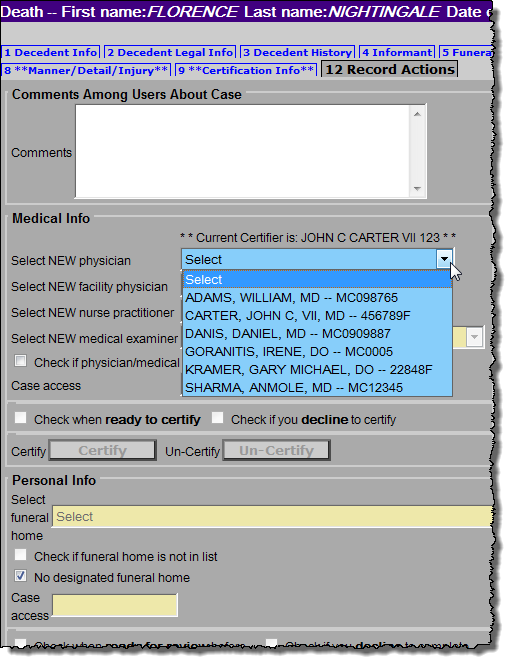 Death -- First name:FLORENCE Last name:NIGHTINGALE Date
1 Decedent Info 2 Decedent Legal Info 3 Decedent History 4 Informant 5 Funera
8 **Manner/Detail/Injury** 9 **Certification Info** 12 Record Actions
Comments Among Users About Case
Comments
Medical Info
* * Current Certifier is: JOHN C CARTER VII 123 * *
Select NEW physician Select
Select
Select NEW facility physician
ADAMS, WILLIAM, MD -- MC098765
Select NEW nurse practitioner CARTER, JOHN C, VII, MD -- 456789F
Select NEW medical examiner DANIS, DANIEL, MD -- MC0909887
GORANITIS, IRENE, DO -- MC0005
Check if physician/medical KRAMER, GARY MICHAEL, DO -- 22848F
Case access SHARMA, ANMOLE, MD -- MC12345
Check when ready to certify Check if you decline to certify
Certify Certify Un-Certify Un-Certify
Personal Info
Select
funeral Select
home
Check if funeral home is not in list
No designated funeral home
Case
access